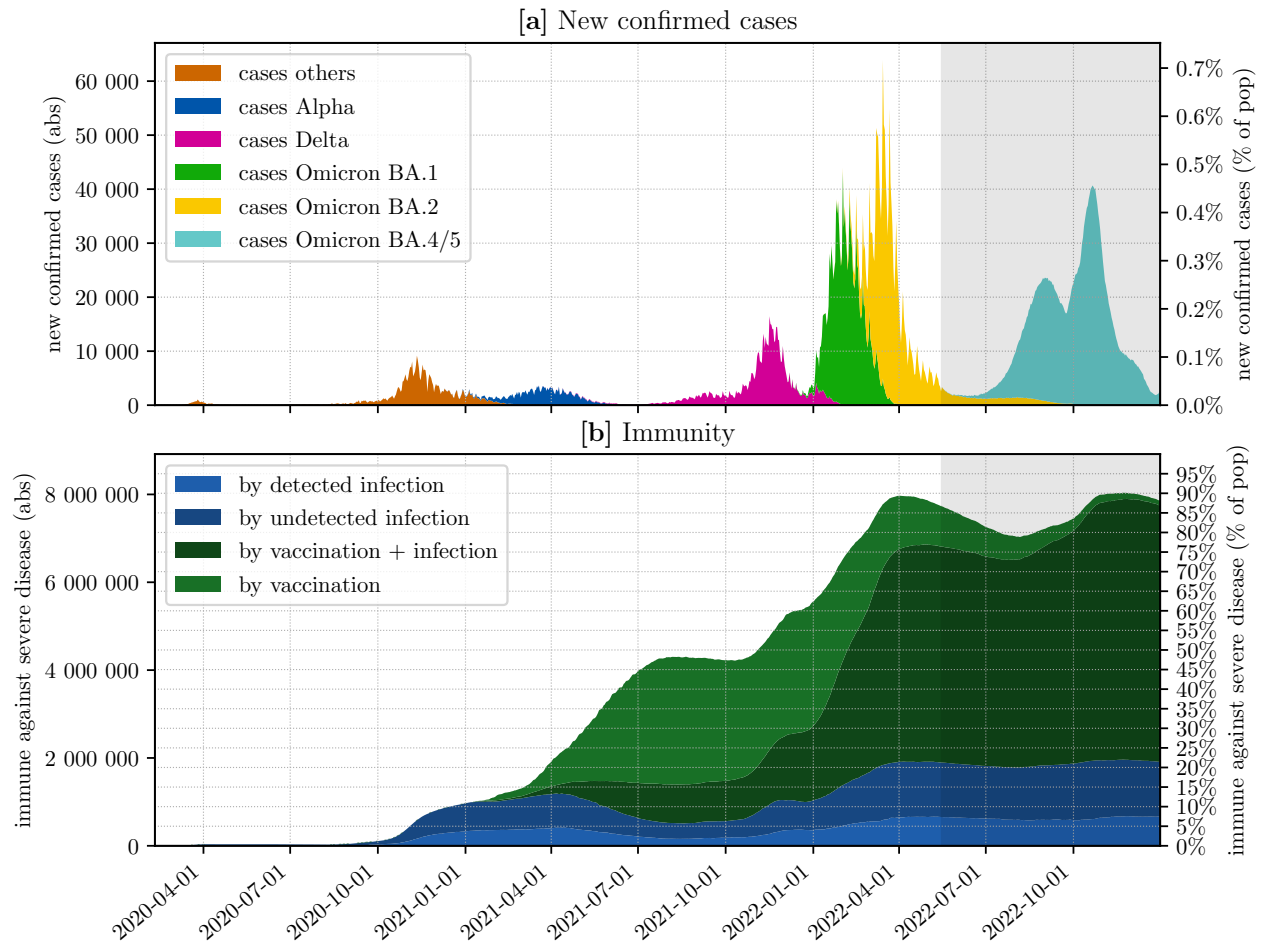 [a] New confirmed cases
new confirmed cases (abs)
60 000
50 000
40 000
30 000
20 000
10 000
0
cases others
cases Alpha
cases Delta
cases Omicron BA.1
cases Omicron BA.2
cases Omicron BA.4/5
0.7%
0.6%
0.5%
0.4%
0.3%
0.2%
0.1%
0.0%
new confirmed cases (% of pop)
[b] Immunity
immune against severe disease (abs)
8 000 000
6 000 000
4 000 000
2 000 000
0
by detected infection
by undetected infection
by vaccination + infection
by vaccination
95%
90%
85%
80%
75%
70%
65%
60%
55%
50%
45%
40%
35%
30%
25%
20%
15%
10%
5%
0%
immune against severe disease (% of pop)
2020-04-01
2020-07-01
2020-10-01
2021-01-01
2021-04-01
2021-07-01
2021-10-01
2022-01-01
2022-04-01
2022-07-01
2022-10-01